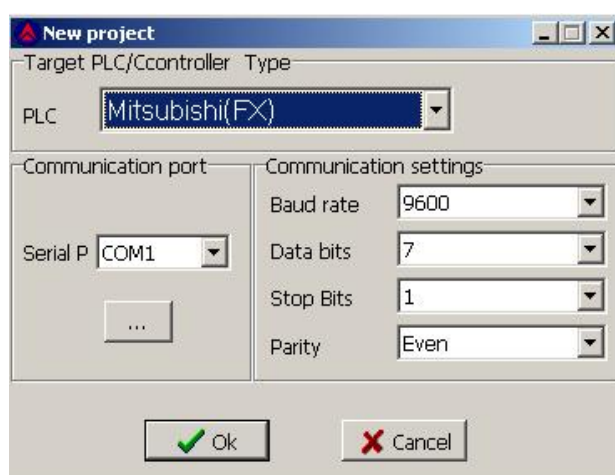 New project
Target PLC/Ccontroller Type
PLC Mitsubishi(FX)
Communication port
Serial P COM1
...
Communication settings
Baud rate 9600
Data bits 7
Stop Bits 1
Parity Even
Ok
Cancel